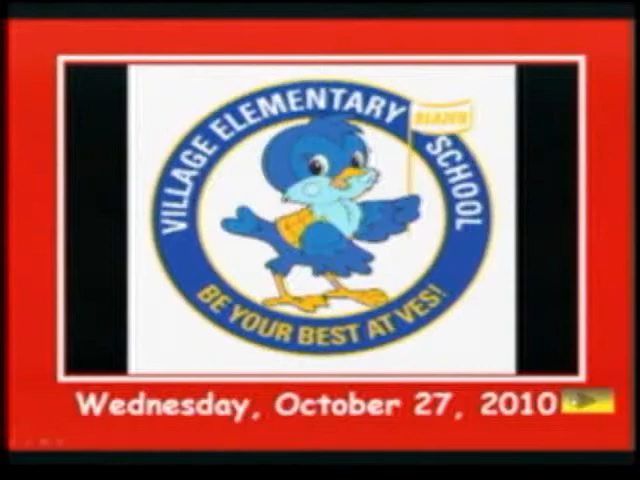 VILLAGE ELEMENTARY SCHOOL
BLAZER
BE YOUR BEST AT VES!
Wednesday, October 27, 2010